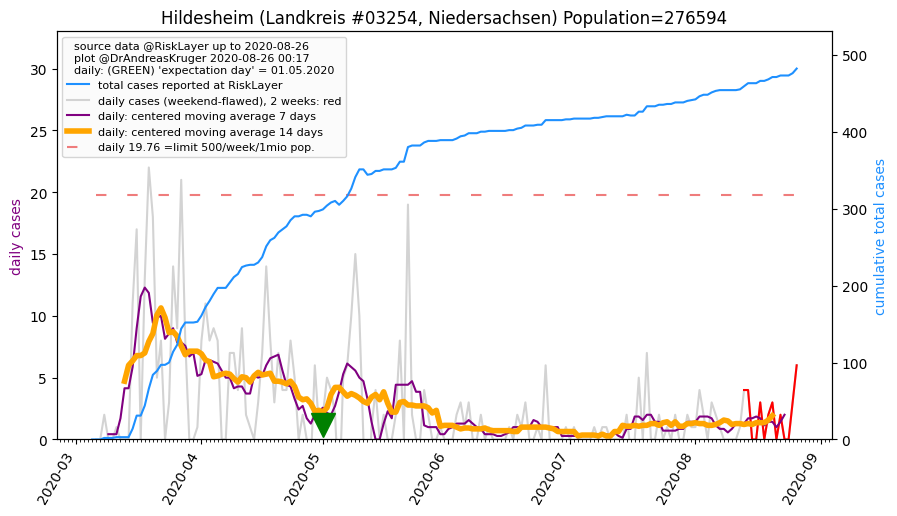 Hildesheim (Landkreis #03254, Niedersachsen) Population=276594
source data @RiskLayer up to 2020-08-26
plot @DrAndreasKruger 2020-08-26 00:17
daily: (GREEN) 'expectation day' = 01.05.2020
total cases reported at RiskLayer
daily cases (weekend-flawed), 2 weeks: red
daily: centered moving average 7 days
daily: centered moving average 14 days
daily 19.76 =limit 500/week/1mio pop.
daily cases
30
25
20
15
10
5
0
cumulative total cases
500
400
300
200
100
0
2020-03
2020-04
2020-05
2020-06
2020-07
2020-08
2020-09